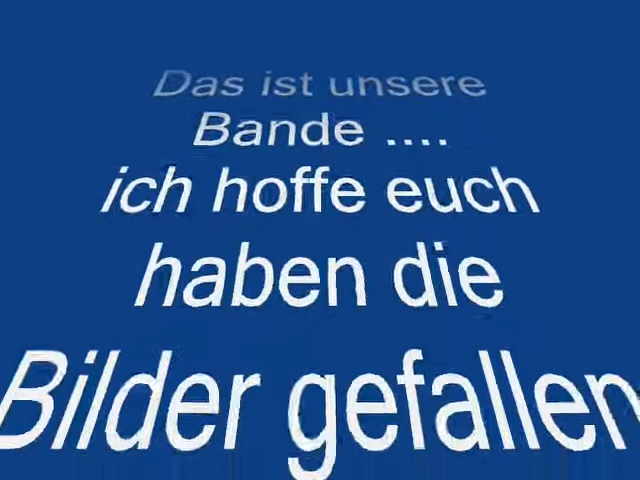 Das ist unsere
Bande ....
ich hoffe euch
haben die
Bilder gefallen